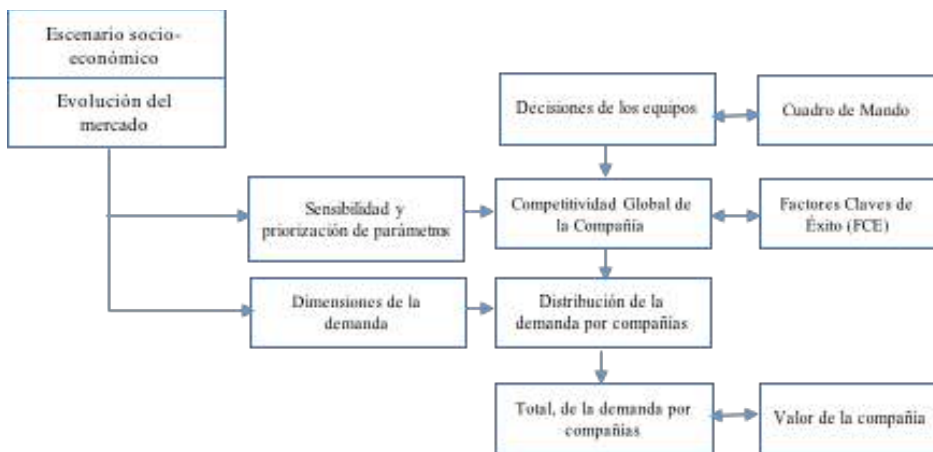 Escenario socio-
económico
Evolución del
mercado
Decisiones de los equipos
Cuadro de Mando
Sensibilidad y
priorización de parámetros
Competitividad Global de
la Compañía
Factores Claves de
Éxito (FCE)
Dimensiones de la
demanda
Distribución de la
demanda por compañías
Total, de la demanda por
compañías
Valor de la compañía